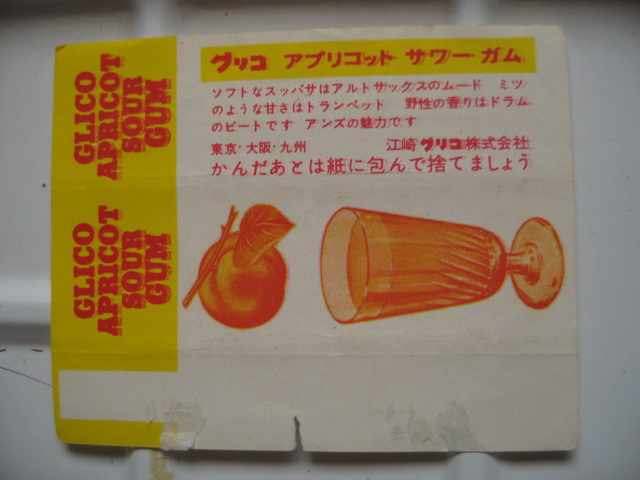 グリコ アプリコット サワー ガム
ソフトなスッパサはアルトサックスのムード ミツ
のような甘さはトランペット 野性の香りはドラム
のビートです アンズの魅力です
東京・大阪・九州 江崎グリコ株式会社
かんだあとは紙に包んで捨てましょう
GLICO
APRICOT
SOUR
GUM
GLICO
APRICOT
SOUR
GUM